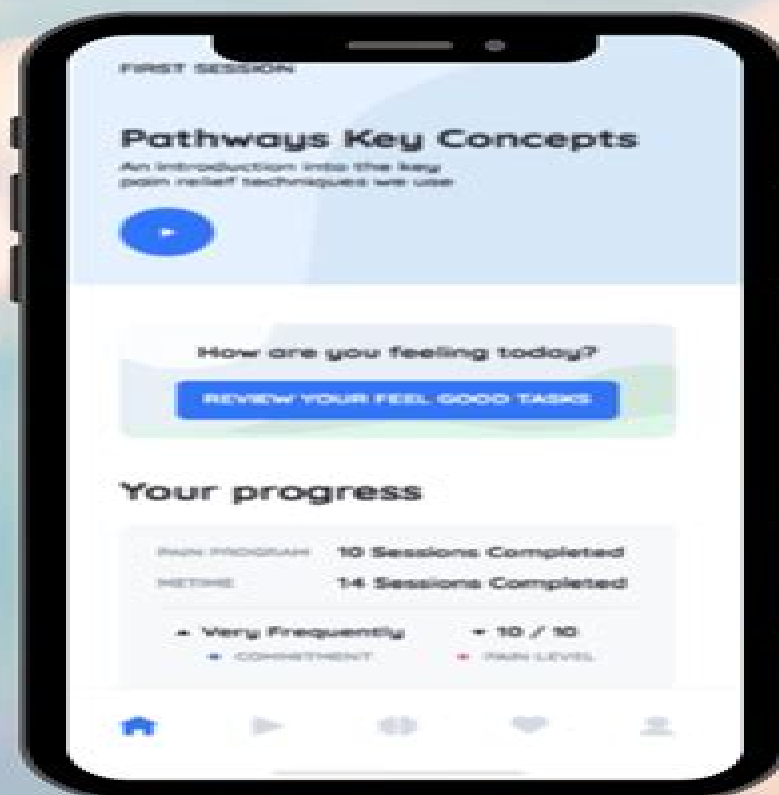 FIRST SESSION
Pathways Key Concepts
An introduction into the key
pain relief techniques we use
How are you feeling today?
REVIEW YOUR FEEL GOOD TASKS
Your progress
PAIN PROGRAM 10 Sessions Completed
METIME 14 Sessions Completed
Very Frequently 10 / 10
COMMITMENT PAIN LEVEL